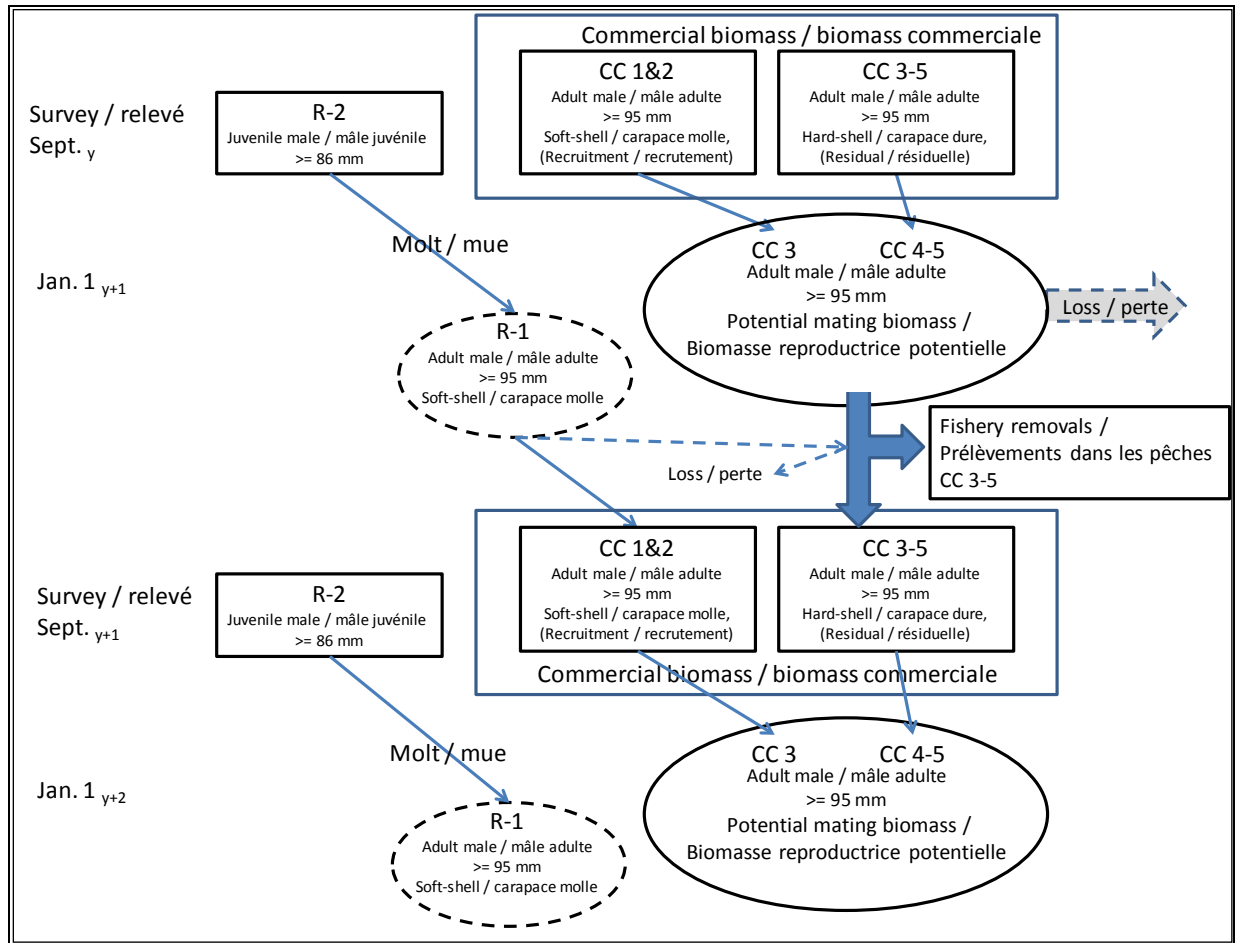 Commercial biomass / biomass commerciale
CC 1&2
Adult male / mâle adulte
>= 95 mm
Soft-shell / carapace molle,
(Recruitment / recrutement)
CC 3-5
Adult male / mâle adulte
>= 95 mm
Hard-shell / carapace dure,
(Residual / résiduelle)
Survey / relevé
Sept. y
R-2
Juvenile male / mâle juvénile
>= 86 mm
Molt / mue
Jan. 1 y+1
CC 3 CC 4-5
Adult male / mâle adulte
>= 95 mm
Potential mating biomass /
Biomasse reproductrice potentielle
Loss / perte
R-1
Adult male / mâle adulte
>= 95 mm
Soft-shell / carapace molle
Fishery removals /
Prélèvements dans les pêches
CC 3-5
Loss / perte
Survey / relevé
Sept. y+1
R-2
Juvenile male / mâle juvénile
>= 86 mm
CC 1&2
Adult male / mâle adulte
>= 95 mm
Soft-shell / carapace molle,
(Recruitment / recrutement)
CC 3-5
Adult male / mâle adulte
>= 95 mm
Hard-shell / carapace dure,
(Residual / résiduelle)
Commercial biomass / biomass commerciale
Molt / mue
Jan. 1 y+2
CC 3 CC 4-5
Adult male / mâle adulte
>= 95 mm
Potential mating biomass /
Biomasse reproductrice potentielle
R-1
Adult male / mâle adulte
>= 95 mm
Soft-shell / carapace molle